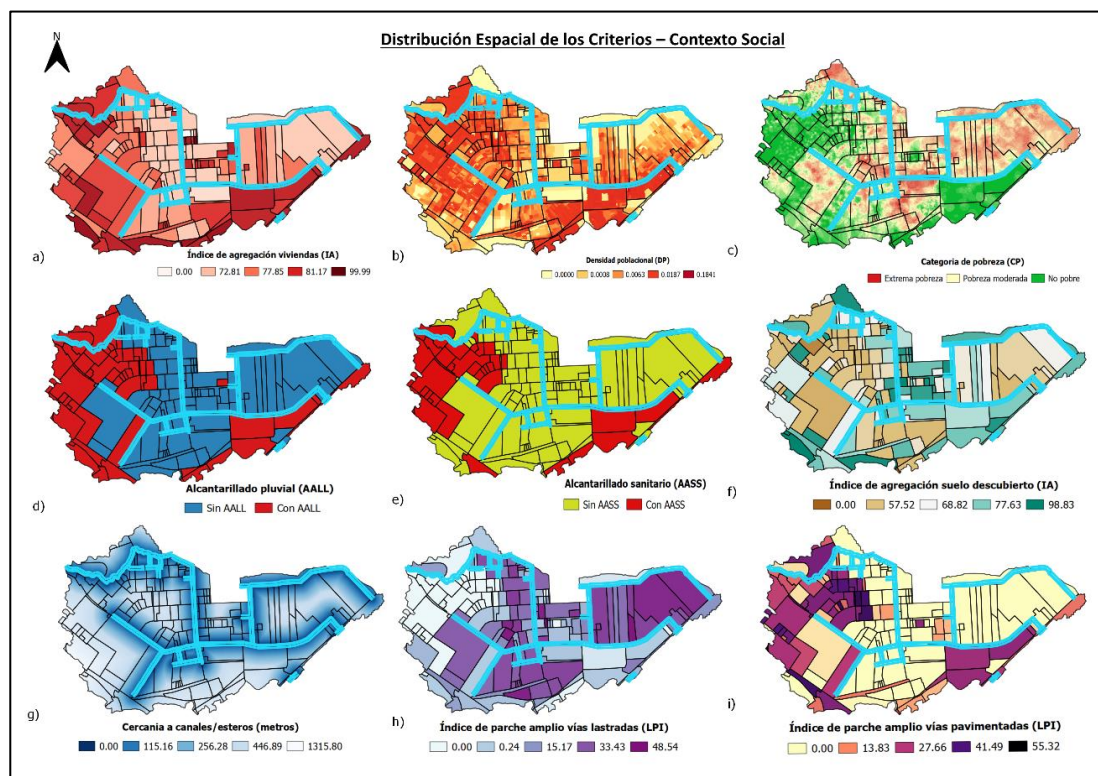 Distribución Espacial de los Criterios – Contexto Social
N
a)
Índice de agregación viviendas (IA)
0.00 72.81 77.85 81.17 99.99
b)
Densidad poblacional (DP)
0.0000 0.0008 0.0063 0.0187 0.1841
c)
Categoria de pobreza (CP)
Extrema pobreza Pobreza moderada No pobre
d)
Alcantarillado pluvial (AALL)
Sin AALL Con AALL
e)
Alcantarillado sanitario (AASS)
Sin AASS Con AASS
f)
Índice de agregación suelo descubierto (IA)
0.00 57.52 68.82 77.63 98.83
g)
Cercania a canales/esteros (metros)
0.00 115.16 256.28 446.89 1315.80
h)
Índice de parche amplio vías lastradas (LPI)
0.00 0.24 15.17 33.43 48.54
i)
Índice de parche amplio vías pavimentadas (LPI)
0.00 13.83 27.66 41.49 55.32